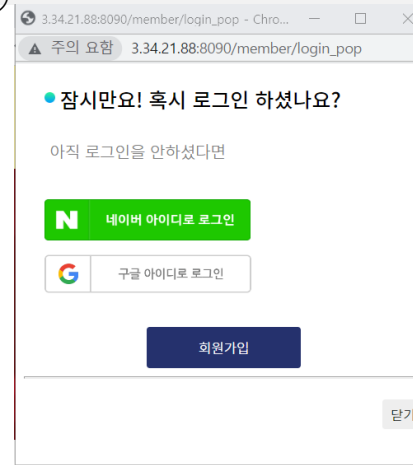 3.34.21.88:8090/member/login_pop - Chro...
주의 요함 3.34.21.88:8090/member/login_pop
잠시만요! 혹시 로그인 하셨나요?
아직 로그인을 안하셨다면
N 네이버 아이디로 로그인
G 구글 아이디로 로그인
회원가입
닫기